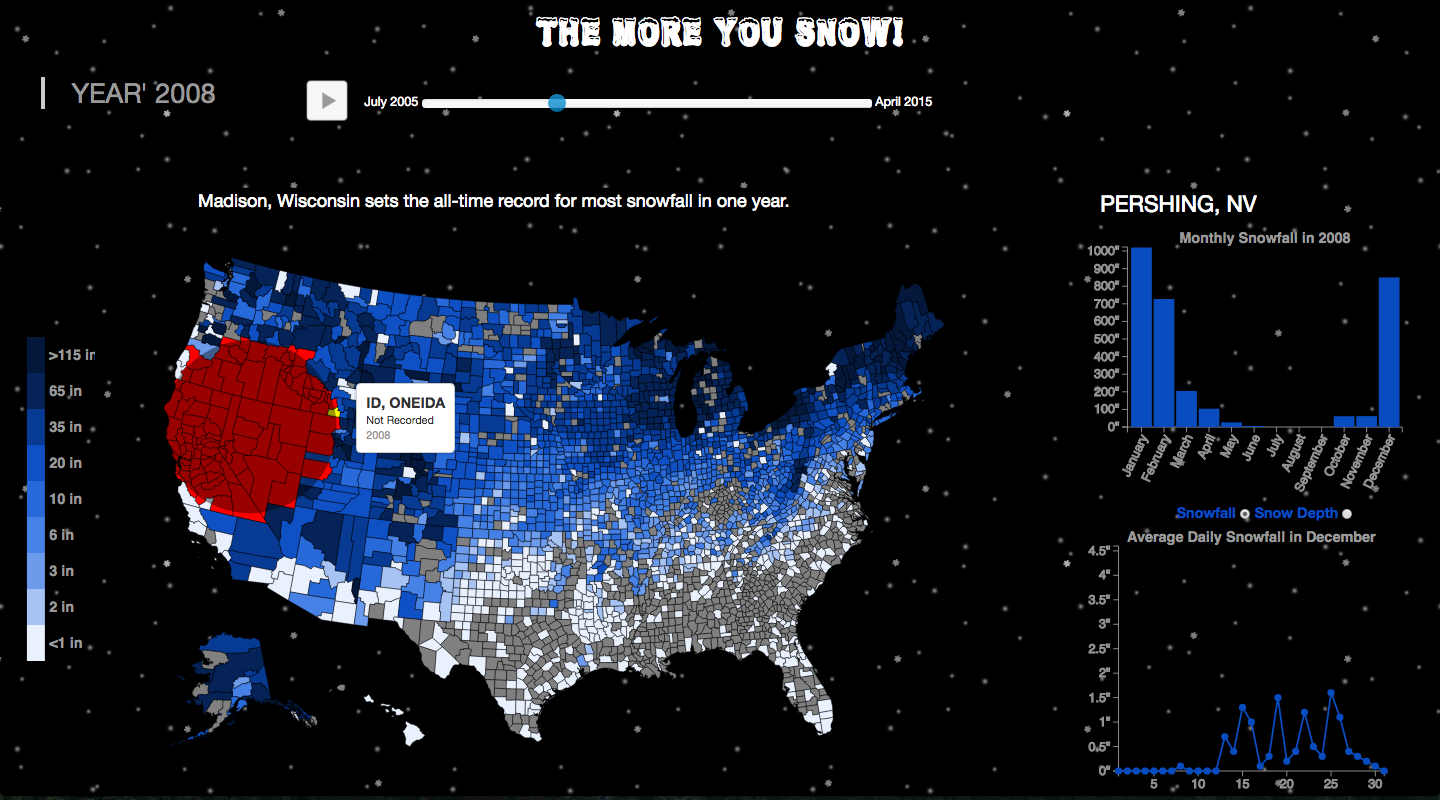 THE MORE YOU SNOW!
YEAR' 2008
July 2005
April 2015
Madison, Wisconsin sets the all-time record for most snowfall in one year.
>115 in
65 in
35 in
20 in
10 in
6 in
3 in
2 in
<1 in
ID, ONEIDA
Not Recorded
2008
PERSHING, NV
Monthly Snowfall in 2008
1000"
900"
800"
700"
600"
500"
400"
300"
200"
100"
0"
January
February
March
April
May
June
July
August
September
October
November
December
Snowfall Snow Depth
Average Daily Snowfall in December
4.5"
4"
3.5"
3"
2.5"
2"
1.5"
1"
0.5"
0"
5 10 15 20 25 30